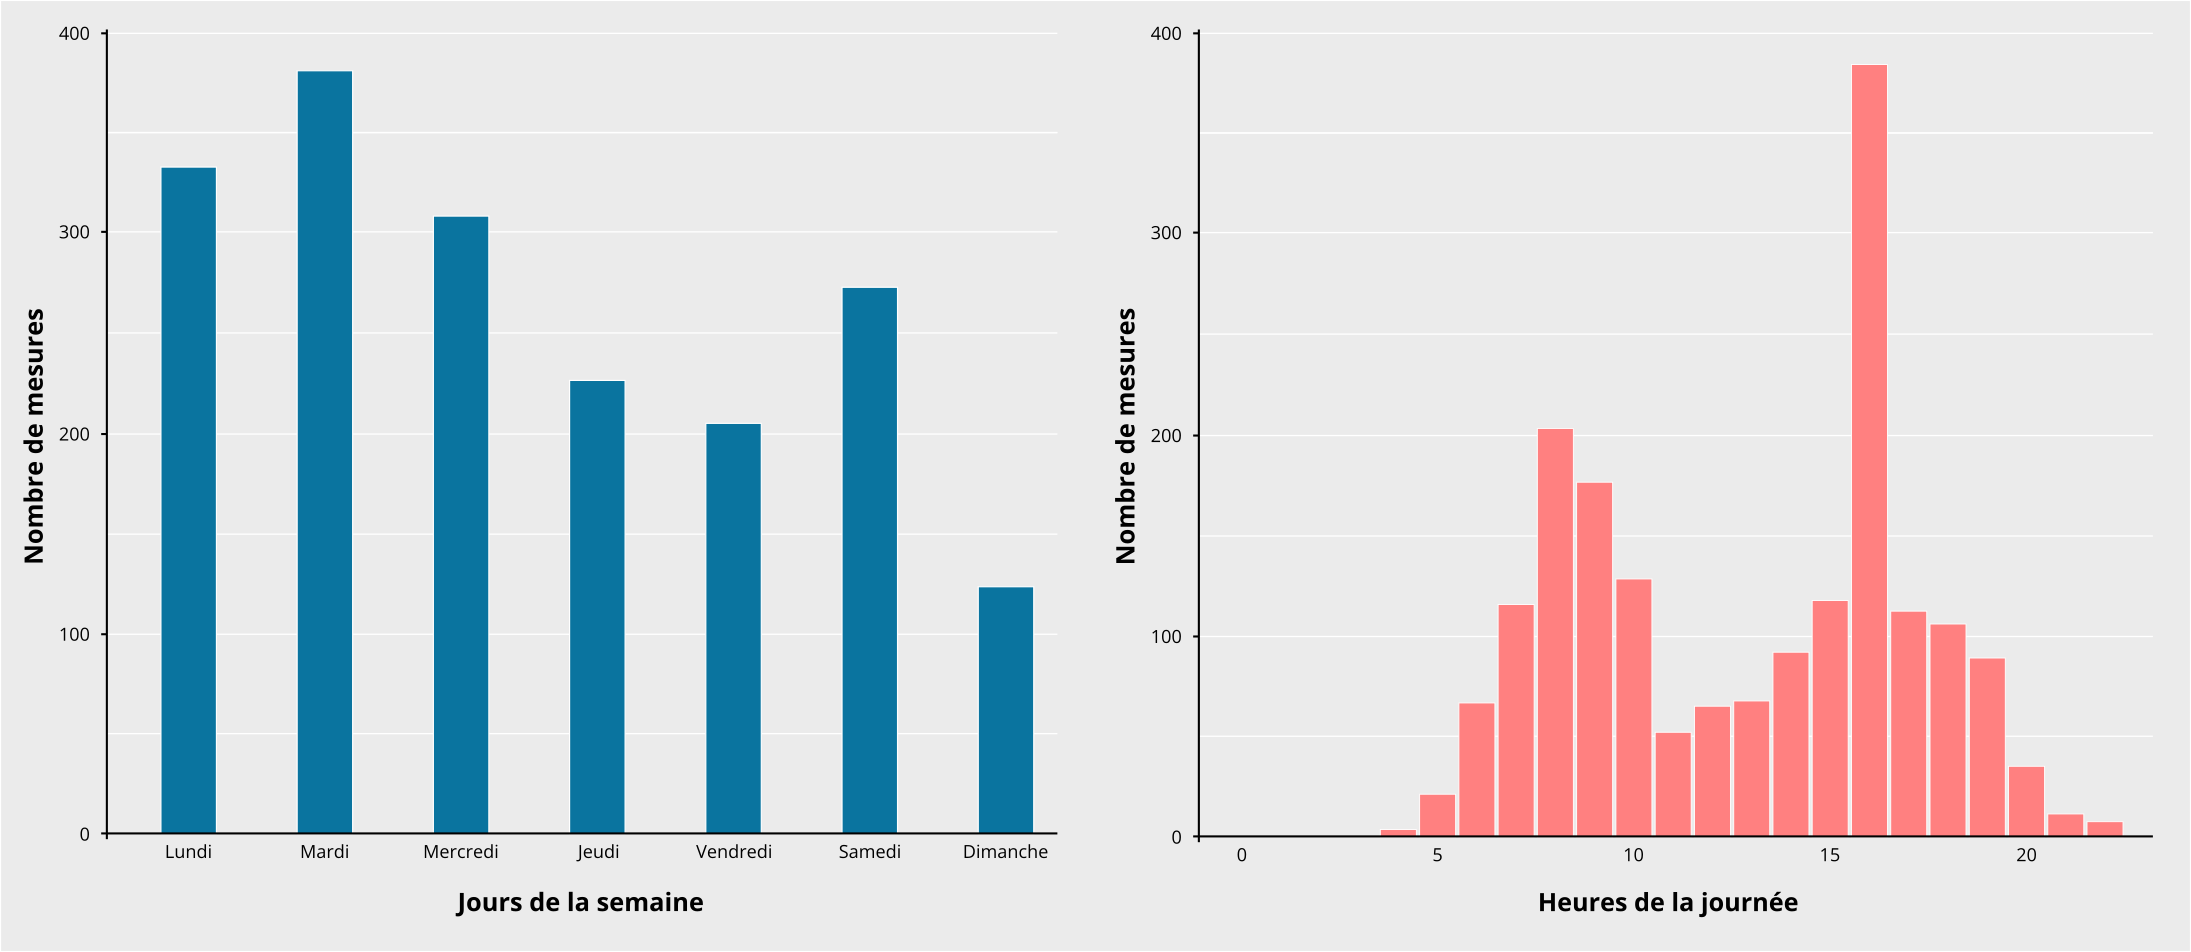 400
300
200
100
0
Nombre de mesures
Lundi Mardi Mercredi Jeudi Vendredi Samedi Dimanche
Jours de la semaine
400
300
200
100
0
Nombre de mesures
0 5 10 15 20
Heures de la journée